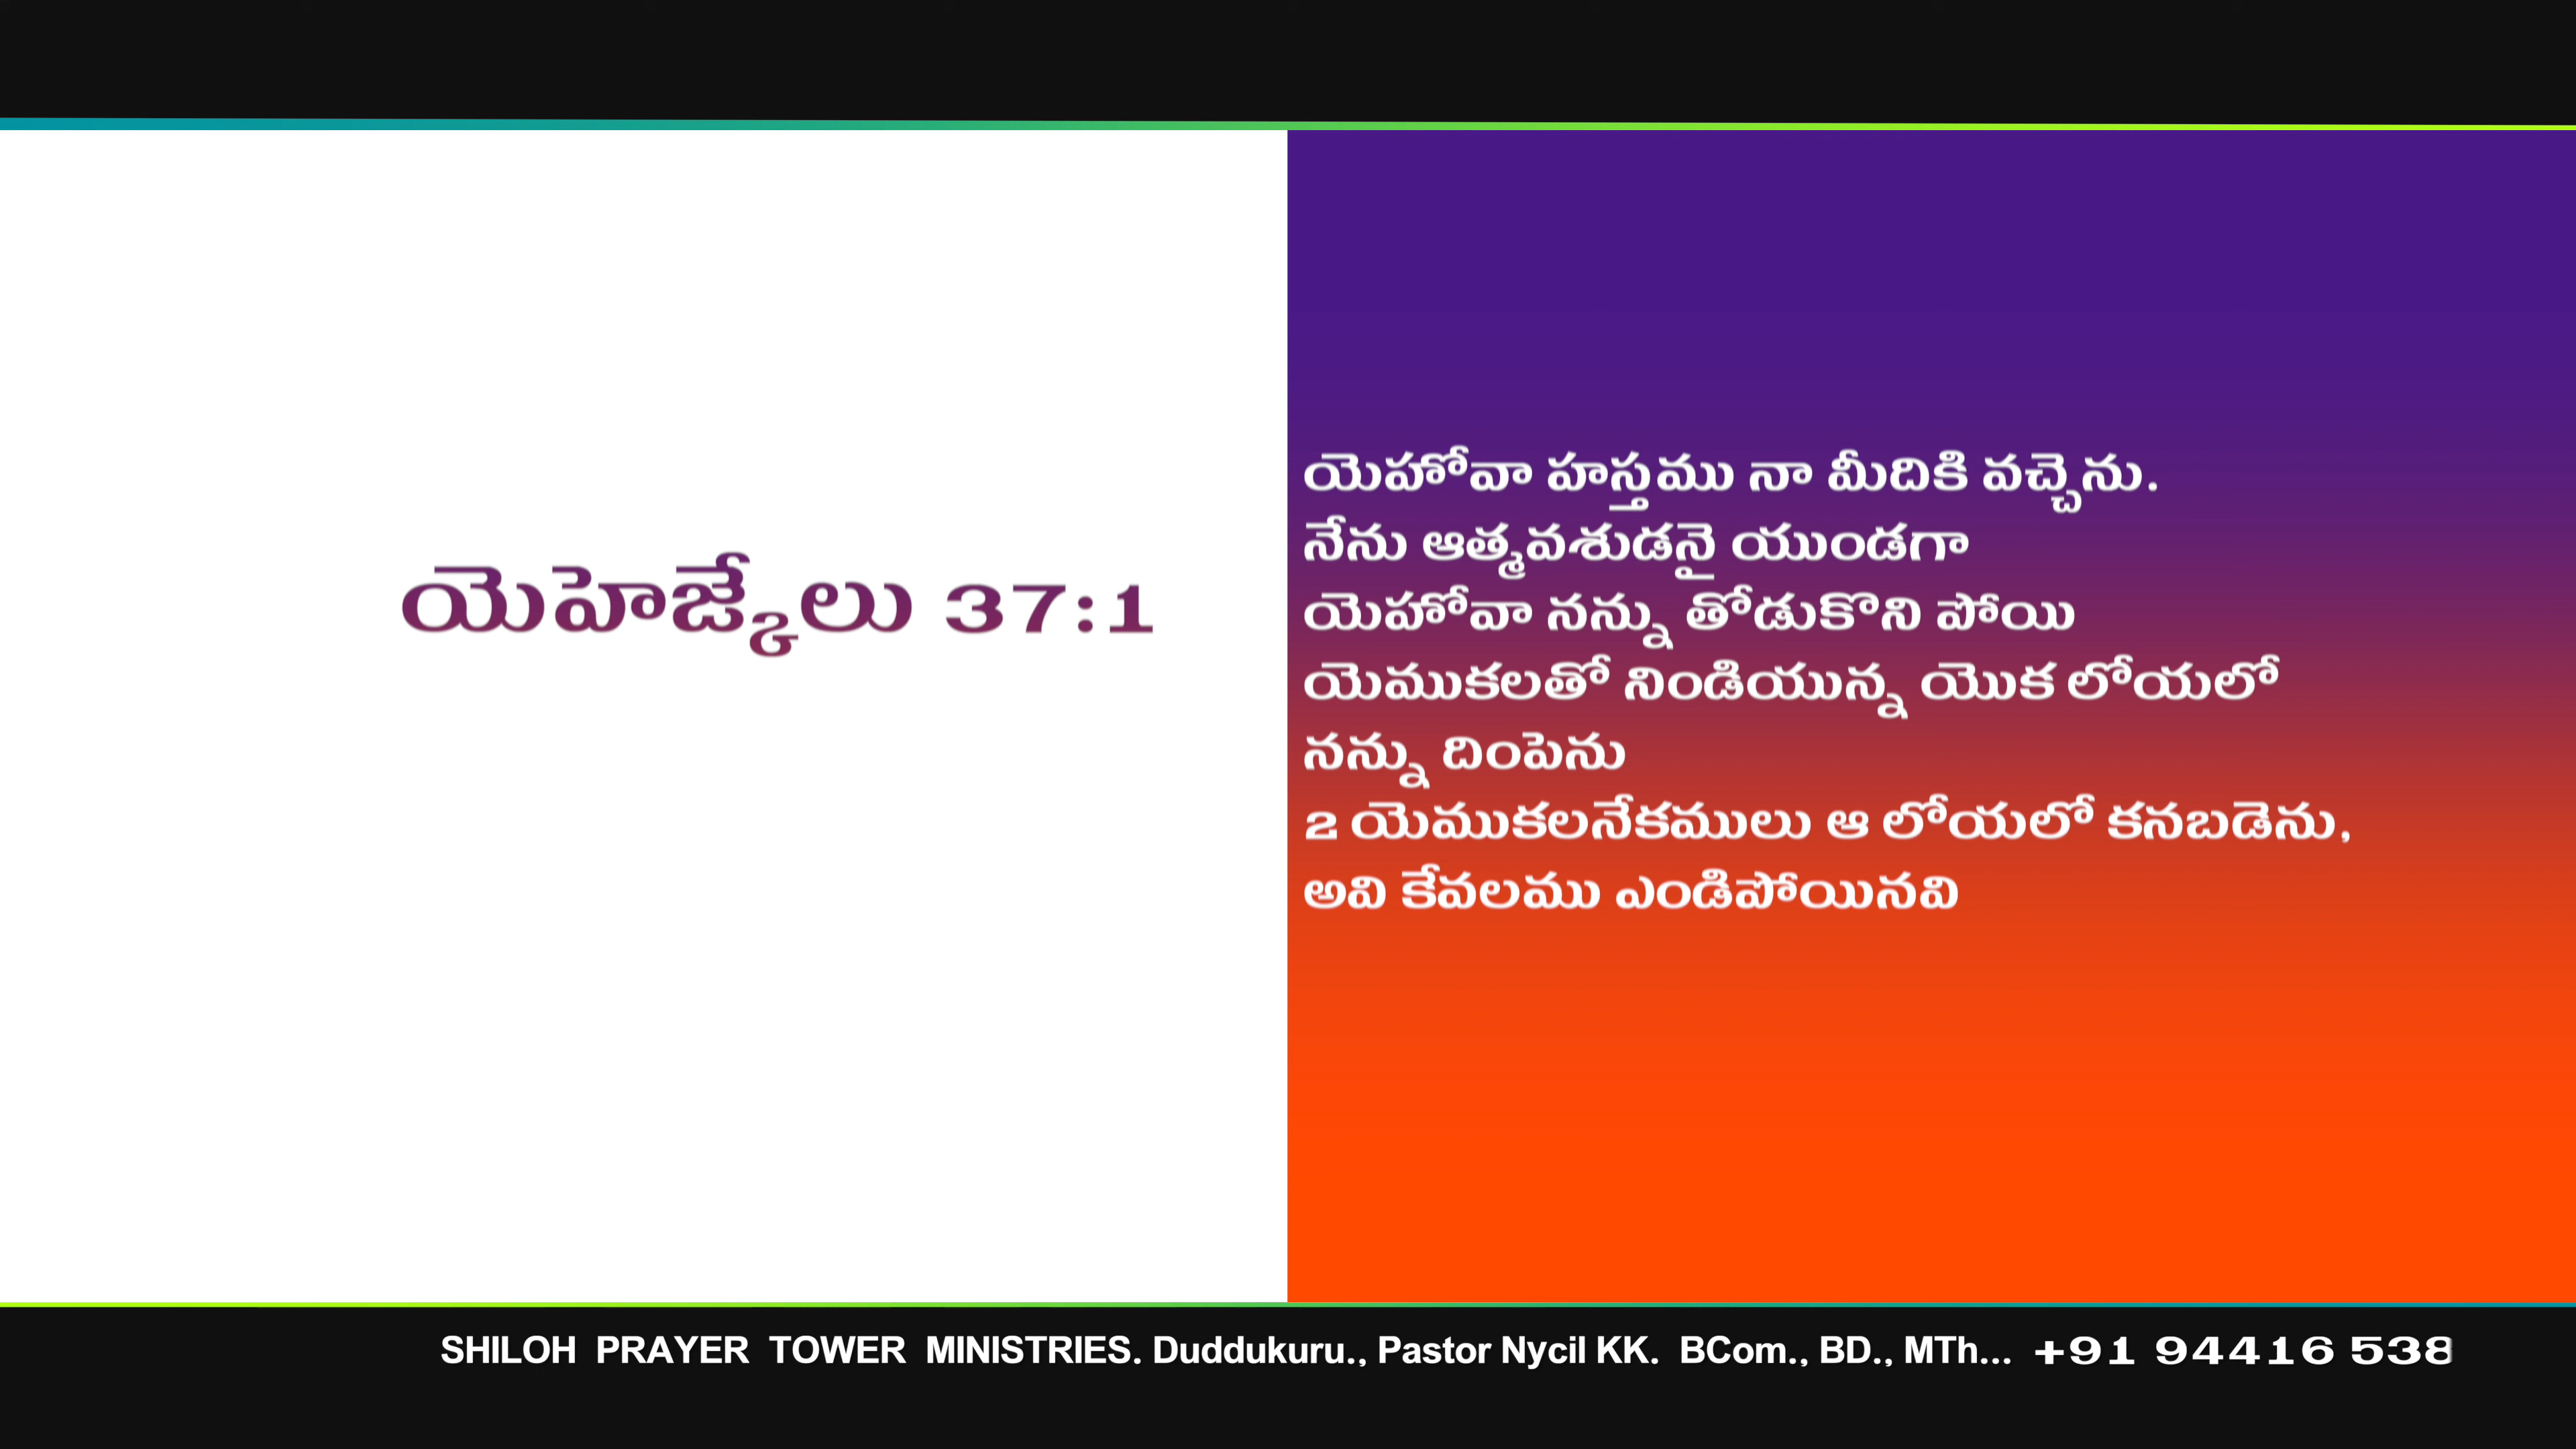 యెహెజ్కేలు 37:1
యెహోవా హస్తము నా మీదికి వచ్చెను.
నేను ఆత్మవశుడనై యుండగా
యెహోవా నన్ను తోడుకొని పోయి
యెముకలతో నిండియున్న యొక లోయలో
నన్ను దింపెను
2 యెముకలనేకములు ఆ లోయలో కనబడెను,
అవి కేవలము ఎండిపోయినవి
SHILOH PRAYER TOWER MINISTRIES. Duddukuru., Pastor Nycil KK. BCom., BD., MTh... +91 94416 538